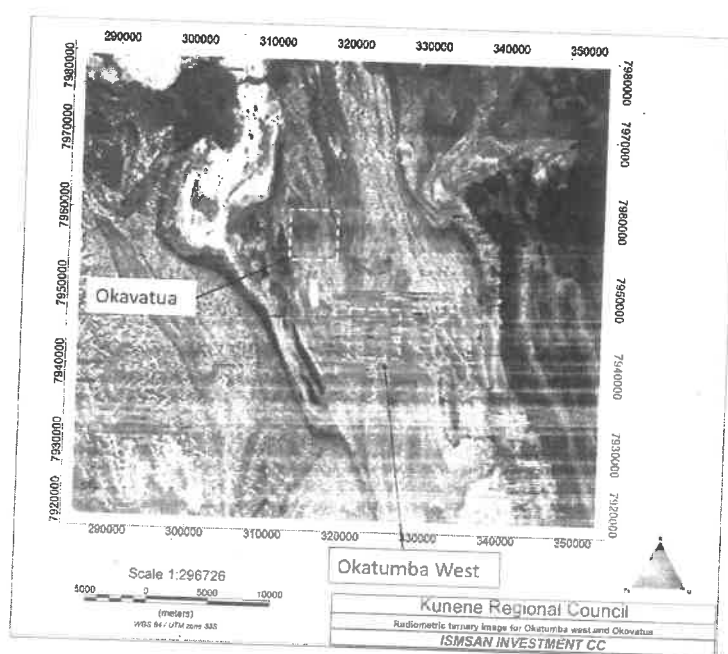 290000 300000 310000 320000 330000 340000 350000
7980000 7970000 7960000 7950000 7940000 7930000 7920000
7980000 7970000 7960000 7950000 7940000 7930000 7920000
Okavatua
290000 300000 310000 320000 330000 340000 350000
Okatumba West
Scale 1:296726
5000 0 5000 10000
(meters)
WGS 84 / UTM zone 33S
Kunene Regional Council
Radiometric ternary image for Okatumba west and Okovatua
ISMSAN INVESTMENT CC